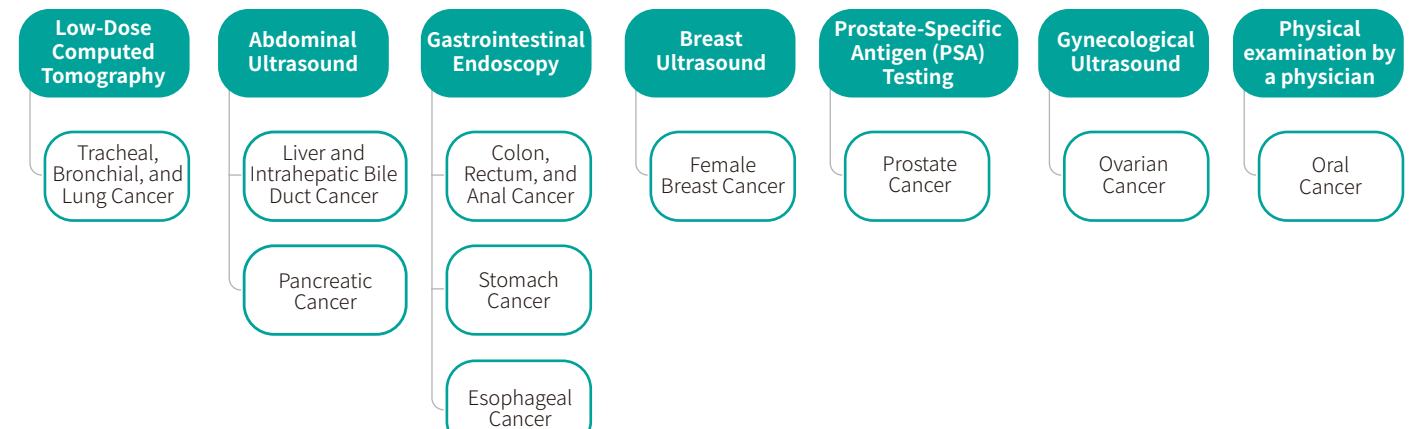 Low-Dose
Computed
Tomography
Tracheal,
Bronchial, and
Lung Cancer
Abdominal
Ultrasound
Liver and
Intrahepatic Bile
Duct Cancer
Pancreatic
Cancer
Gastrointestinal
Endoscopy
Colon,
Rectum, and
Anal Cancer
Stomach
Cancer
Esophageal
Cancer
Breast
Ultrasound
Female
Breast Cancer
Prostate-Specific
Antigen (PSA)
Testing
Prostate
Cancer
Gynecological
Ultrasound
Ovarian
Cancer
Physical
examination by
a physician
Oral
Cancer